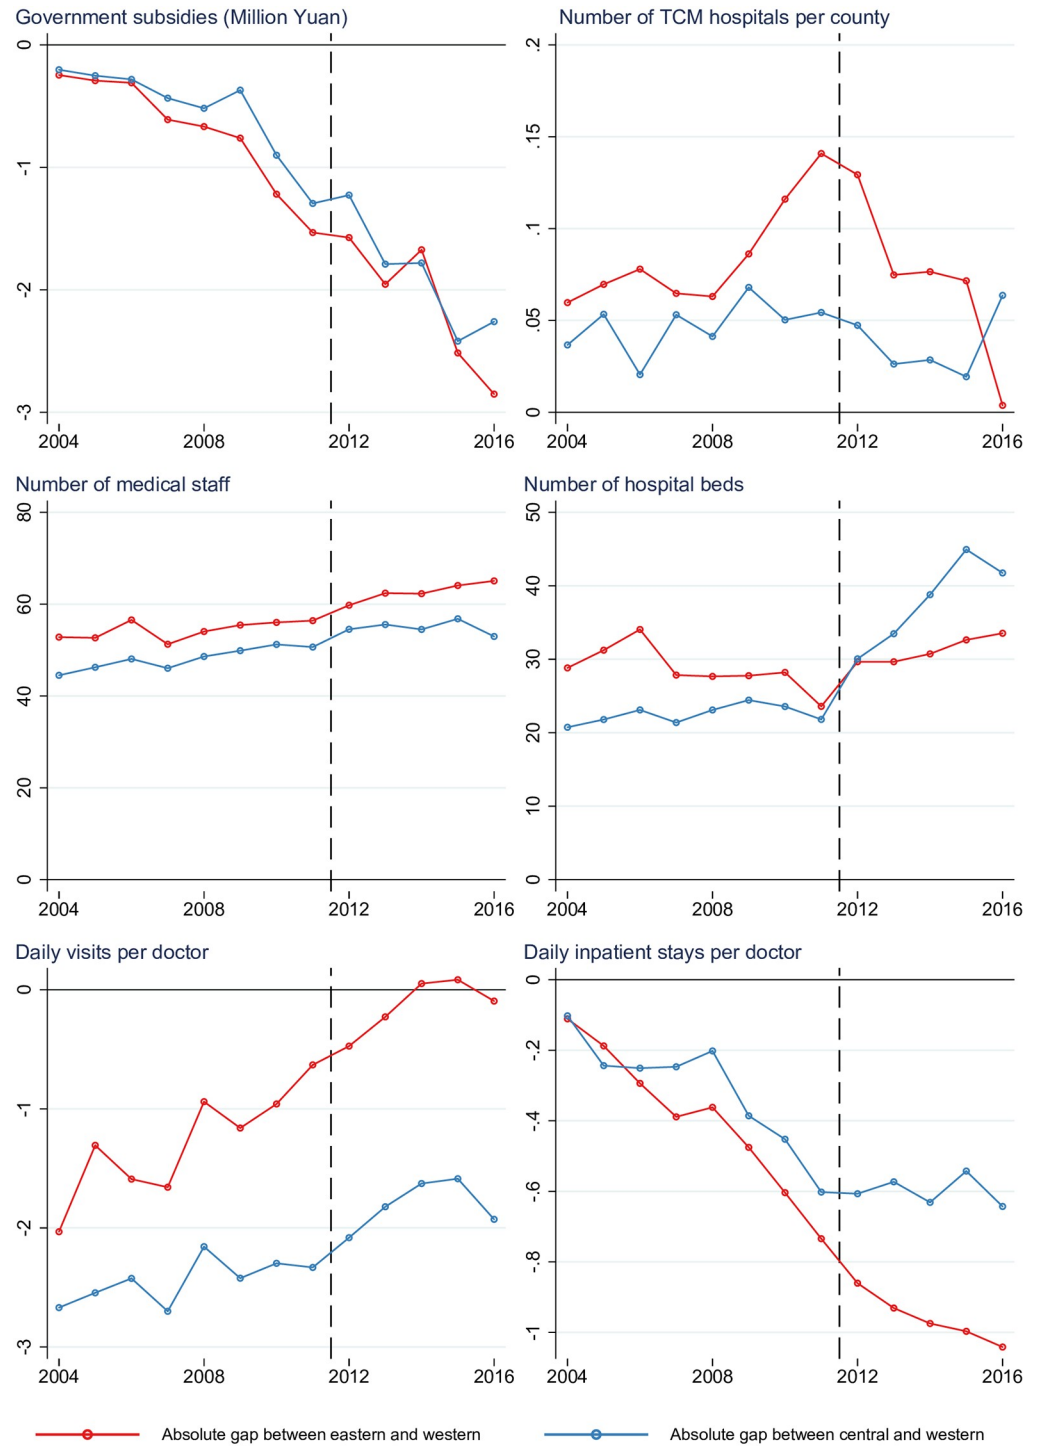 Government subsidies (Million Yuan)
0
-1
-2
-3
2004 2008 2012 2016
Number of TCM hospitals per county
.2
.15
.1
.05
0
2004 2008 2012 2016
Number of medical staff
80
60
40
20
0
2004 2008 2012 2016
Number of hospital beds
50
40
30
20
10
0
2004 2008 2012 2016
Daily visits per doctor
0
-1
-2
-3
2004 2008 2012 2016
Daily inpatient stays per doctor
0
-.2
-.4
-.6
-.8
-1
2004 2008 2012 2016
Absolute gap between eastern and western
Absolute gap between central and western